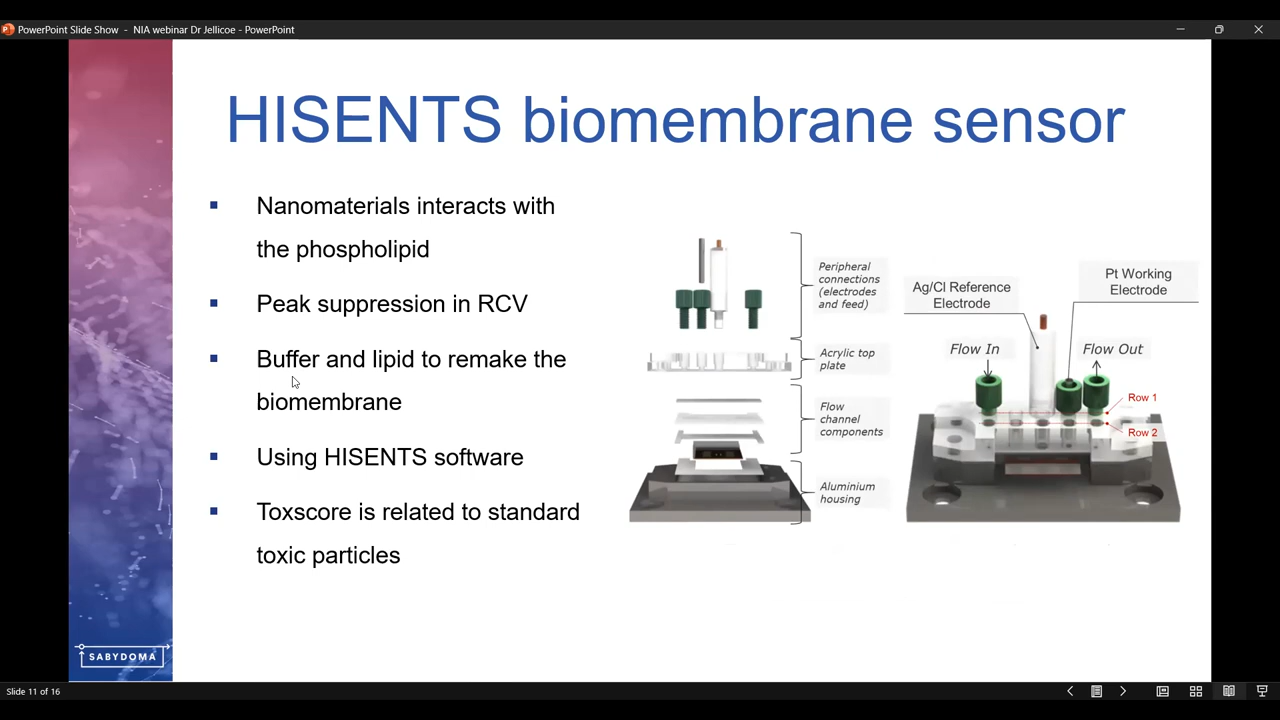 PowerPoint Slide Show - NIA webinar Dr Jellicoe - PowerPoint
HISENTS biomembrane sensor
Nanomaterials interacts with
the phospholipid
Peak suppression in RCV
Buffer and lipid to remake the
biomembrane
Using HISENTS software
Toxscore is related to standard
toxic particles
Peripheral
connections
(electrodes
and feed)
Acrylic top
plate
Flow
channel
components
Aluminium
housing
Ag/Cl Reference
Electrode
Pt Working
Electrode
Flow In
Flow Out
Row 1
Row 2
SABYDOMA
Slide 11 of 16